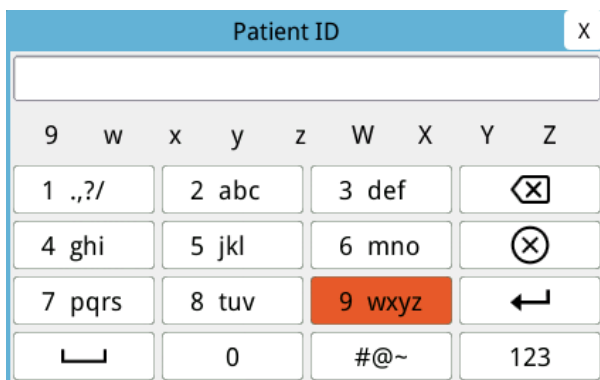 Patient ID X
9 w x y z W X Y Z
1 .,?/ 2 abc 3 def
4 ghi 5 jkl 6 mno
7 pqrs 8 tuv 9 wxyz
0 #@~ 123